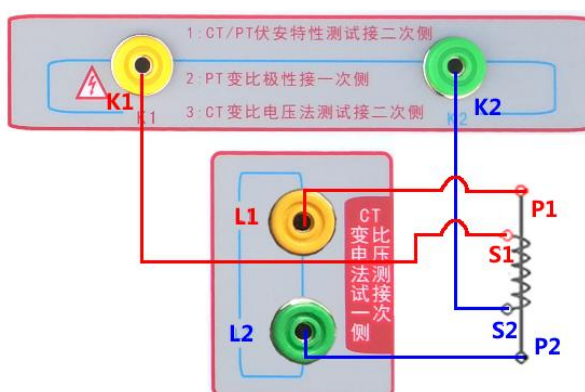 1:CT/PT伏安特性测试接二次侧
2:PT变比极性接一次侧
3:CT变比电压法测试接二次侧
K1
K1
K2
K2
L1
L2
CT
变比
电压
法测
试接
一次
侧
P1
S1
S2
P2